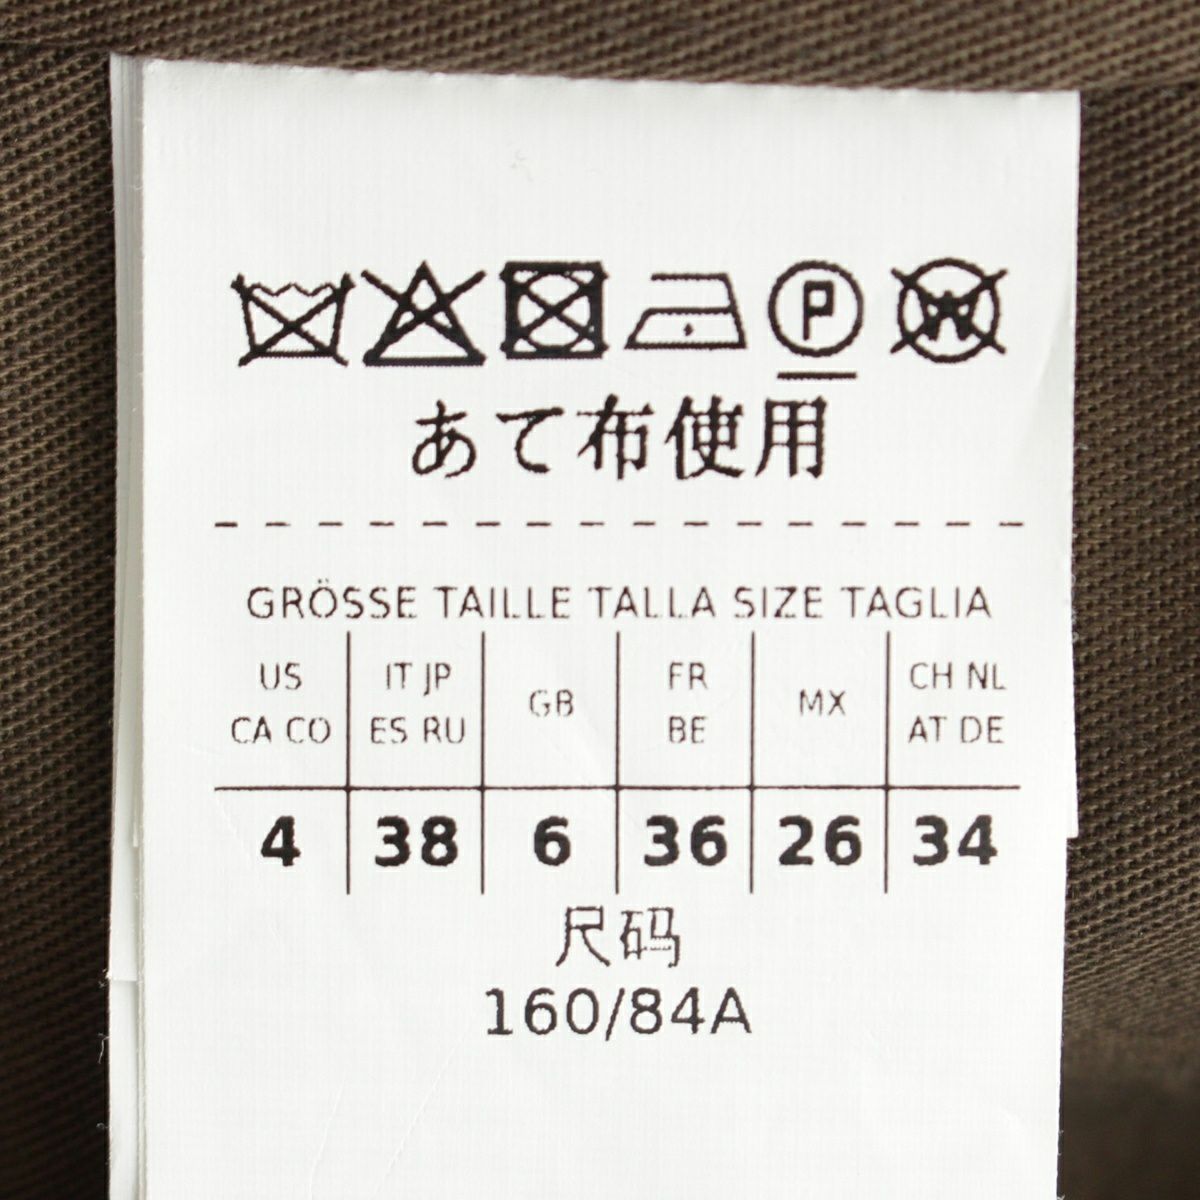 P
W
あて布使用
GRÖSSE TAILLE TALLA SIZE TAGLIA
US CA CO
IT JP ES RU
GB
FR BE
MX
CH NL AT DE
4 38 6 36 26 34
尺码
160/84A